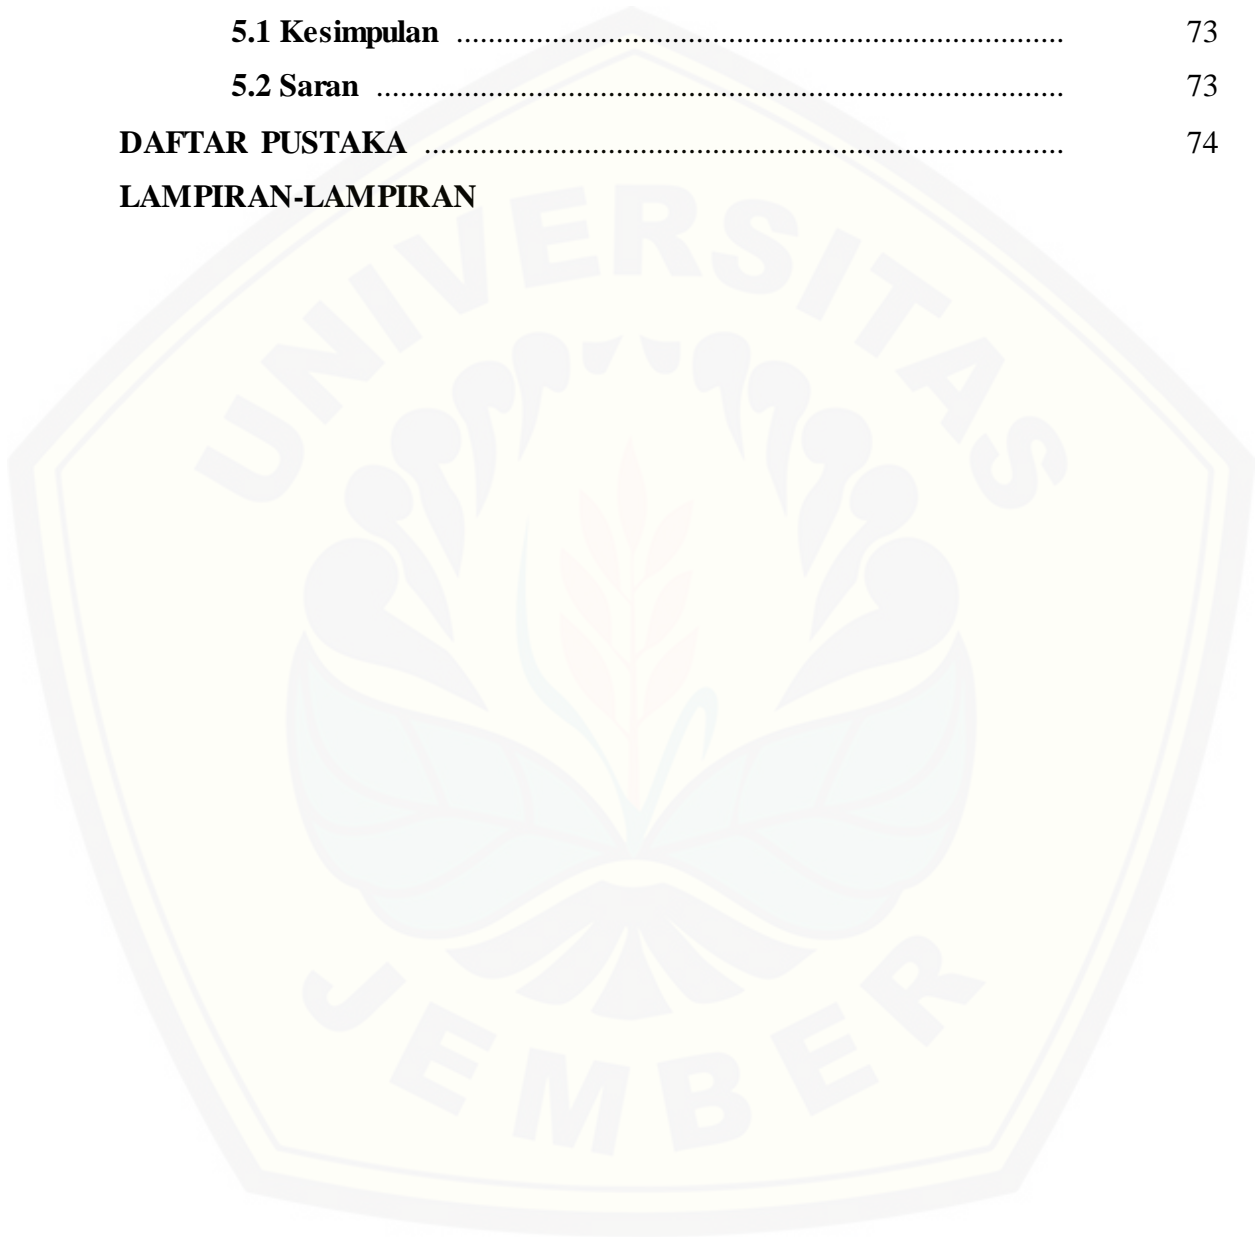 5.1 Kesimpulan ............................................................................. 73
5.2 Saran ....................................................................................... 73
DAFTAR PUSTAKA ................................................................................. 74
LAMPIRAN-LAMPIRAN
UNIVERSITAS
JEMBER